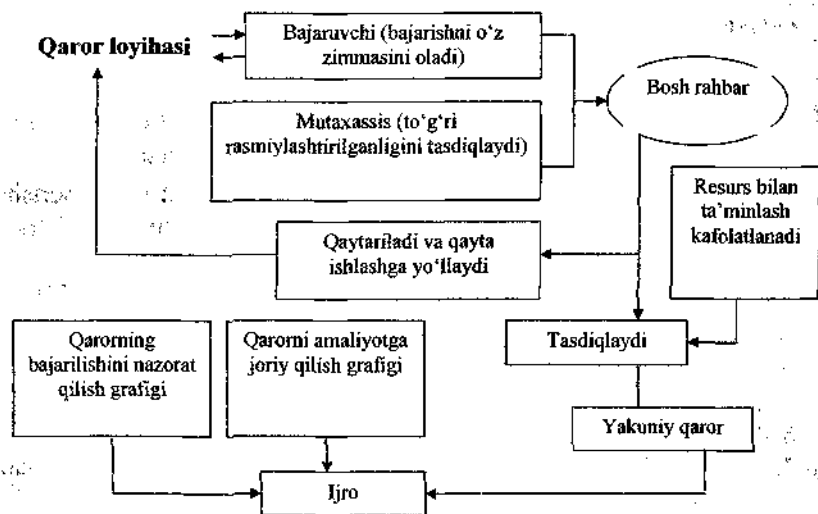 Qaror loyihasi
Bajaruvchi (bajarishni o‘z
zimmasini oladi)
Bosh rahbar
Mutaxassis (to‘g‘ri
rasmiylashtirilganligini tasdiqlaydi)
Resurs bilan
ta’minlash
kafolatlanadi
Qaytariladi va qayta
ishlashga yo‘llaydi
Qarorning
bajarilishini nazorat
qilish grafigi
Qarorni amaliyotga
joriy qilish grafigi
Tasdiqlaydi
Yakuniy qaror
Ijro